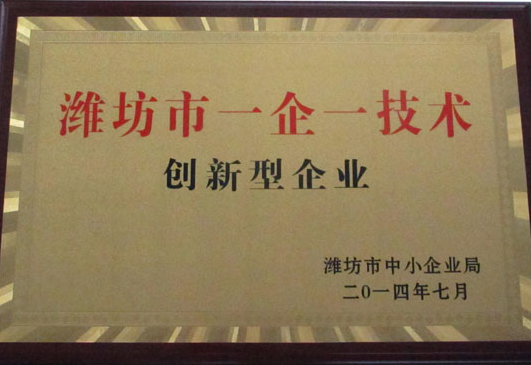 潍坊市一企一技术
创新型企业
潍坊市中小企业局
二〇一四年七月